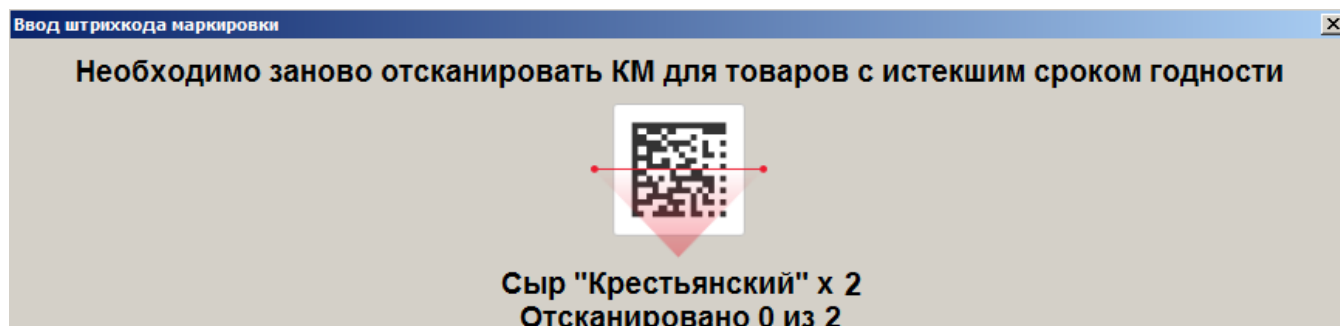 Ввод штрихкода маркировки
Необходимо заново отсканировать КМ для товаров с истекшим сроком годности
Сыр "Крестьянский" x 2
Отсканировано 0 из 2